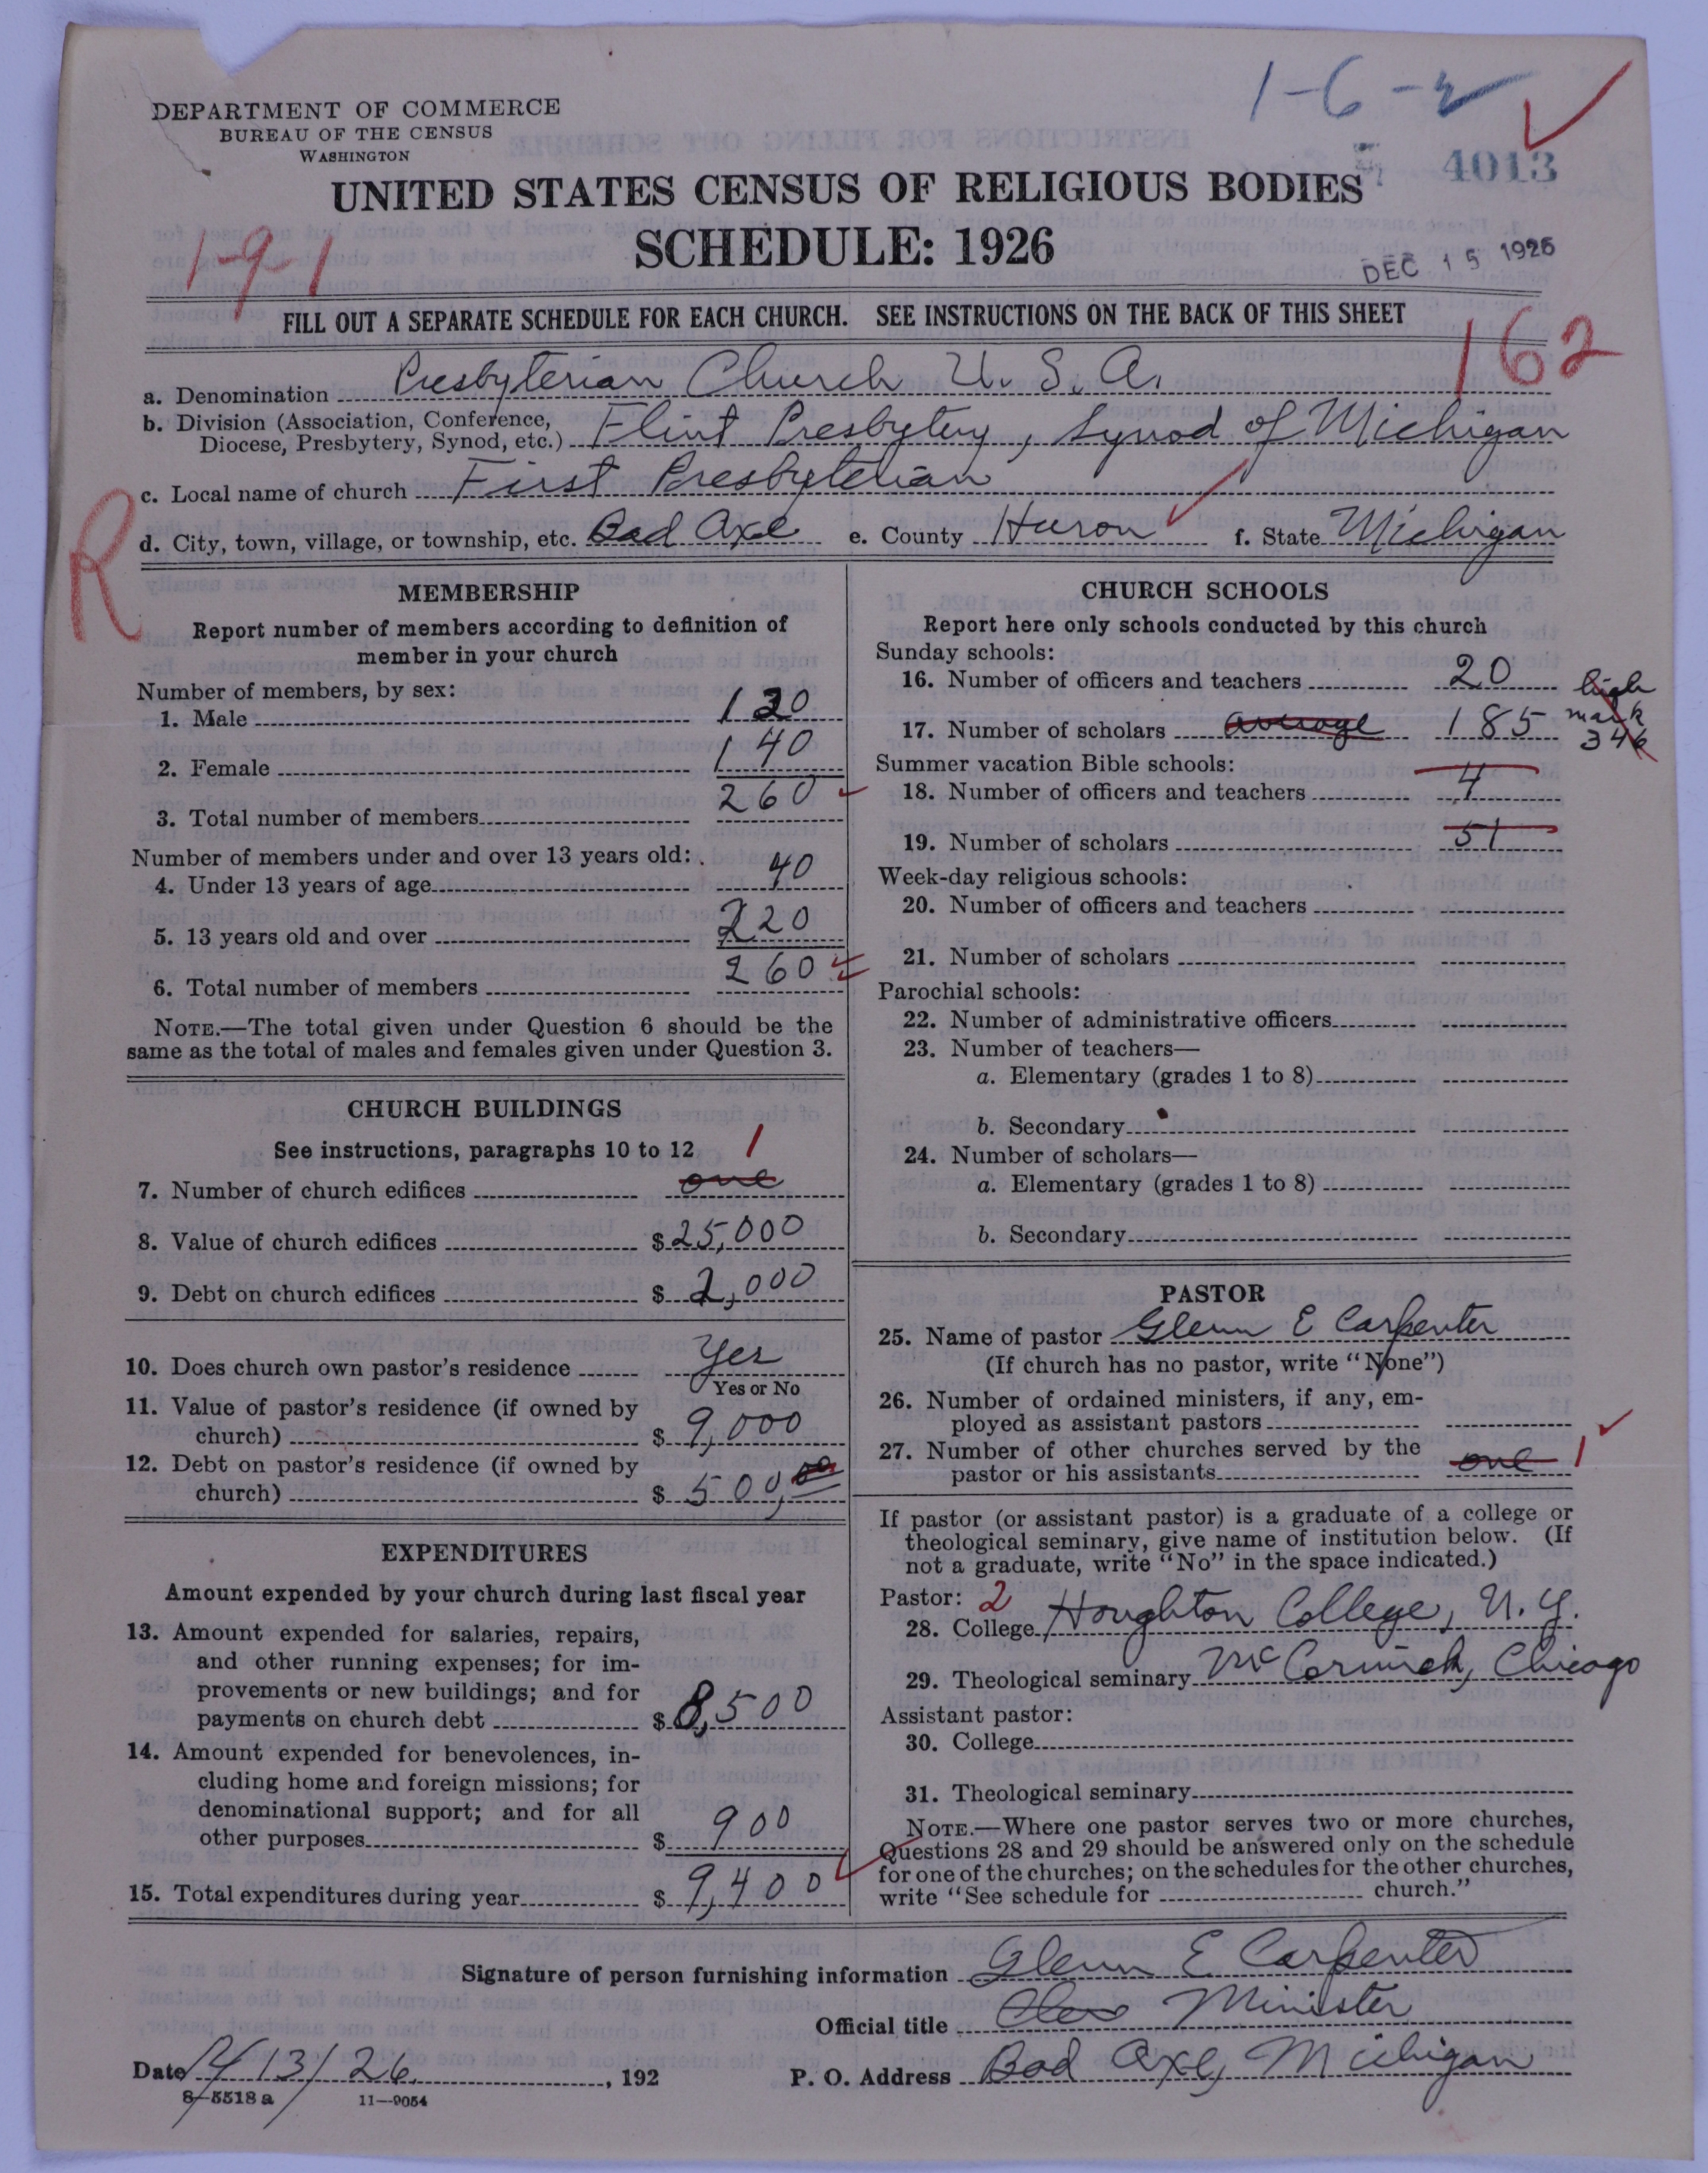 1-6-2
DEPARTMENT OF COMMERCE
BUREAU OF THE CENSUS
WASHINGTON
4013
UNITED STATES CENSUS OF RELIGIOUS BODIES
SCHEDULE: 1926
1-9-1
DEC 15 1926
FILL OUT A SEPARATE SCHEDULE FOR EACH CHURCH. SEE INSTRUCTIONS ON THE BACK OF THIS SHEET
162
a. Denomination Presbyterian Church U. S. A.
b. Division (Association, Conference,
Diocese, Presbytery, Synod, etc.) Flint Presbytery, Synod of Michigan
c. Local name of church First Presbyterian
R
d. City, town, village, or township, etc. Bad Axe e. County Huron f. State Michigan
MEMBERSHIP
Report number of members according to definition of
member in your church
Number of members, by sex:
1. Male 120
2. Female 140
3. Total number of members 260
Number of members under and over 13 years old:
4. Under 13 years of age 40
5. 13 years old and over 220
6. Total number of members 260
NOTE.—The total given under Question 6 should be the
same as the total of males and females given under Question 3.
CHURCH BUILDINGS
See instructions, paragraphs 10 to 12
7. Number of church edifices one 1
8. Value of church edifices $ 25,000
9. Debt on church edifices $ 2,000
10. Does church own pastor's residence Yes
Yes or No
11. Value of pastor's residence (if owned by
church) $ 9,000
12. Debt on pastor's residence (if owned by
church) $ 500,00
EXPENDITURES
Amount expended by your church during last fiscal year
13. Amount expended for salaries, repairs,
and other running expenses; for im-
provements or new buildings; and for
payments on church debt $ 8,500
14. Amount expended for benevolences, in-
cluding home and foreign missions; for
denominational support; and for all
other purposes $ 900
15. Total expenditures during year $ 9,400
CHURCH SCHOOLS
Report here only schools conducted by this church
Sunday schools:
16. Number of officers and teachers 20
17. Number of scholars average 185 high
mark
346
Summer vacation Bible schools:
18. Number of officers and teachers 4
19. Number of scholars 51
Week-day religious schools:
20. Number of officers and teachers
21. Number of scholars
Parochial schools:
22. Number of administrative officers
23. Number of teachers—
a. Elementary (grades 1 to 8)
b. Secondary
24. Number of scholars—
a. Elementary (grades 1 to 8)
b. Secondary
PASTOR
25. Name of pastor Glenn E Carpenter
(If church has no pastor, write "None")
26. Number of ordained ministers, if any, em-
ployed as assistant pastors
27. Number of other churches served by the
pastor or his assistants one 1
If pastor (or assistant pastor) is a graduate of a college or
theological seminary, give name of institution below. (If
not a graduate, write "No" in the space indicated.)
Pastor: 2
28. College Houghton College, N. Y.
29. Theological seminary McCormick, Chicago
Assistant pastor:
30. College
31. Theological seminary
NOTE.—Where one pastor serves two or more churches,
Questions 28 and 29 should be answered only on the schedule
for one of the churches; on the schedules for the other churches,
write "See schedule for church."
Signature of person furnishing information Glenn E Carpenter
Official title Minister
Date 13/26 , 192
P. O. Address Bad Axe, Michigan
8-5518 a 11-9054